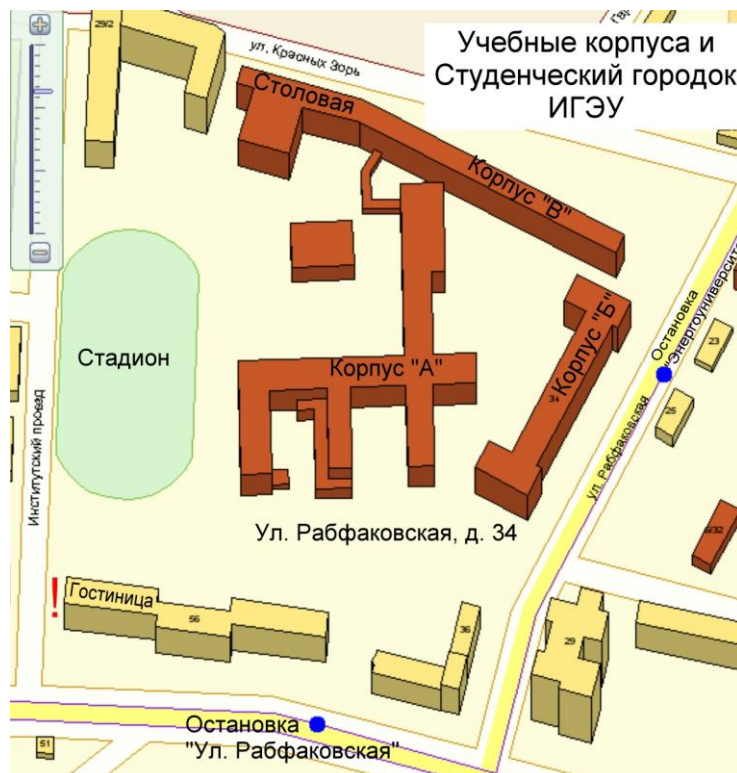 29/2
ул. Красных Зорь
Учебные корпуса и
Студенческий городок
ИГЭУ
Столовая
Корпус "В"
Остановка
"Энергоуниверсите
Корпус "Б"
34
23
25
Стадион
Корпус "А"
ул. Рабфаковская
Институтский проезд
Ул. Рабфаковская, д. 34
6/32
!
Гостиница
56
36
29
Остановка
"Ул. Рабфаковская"
51